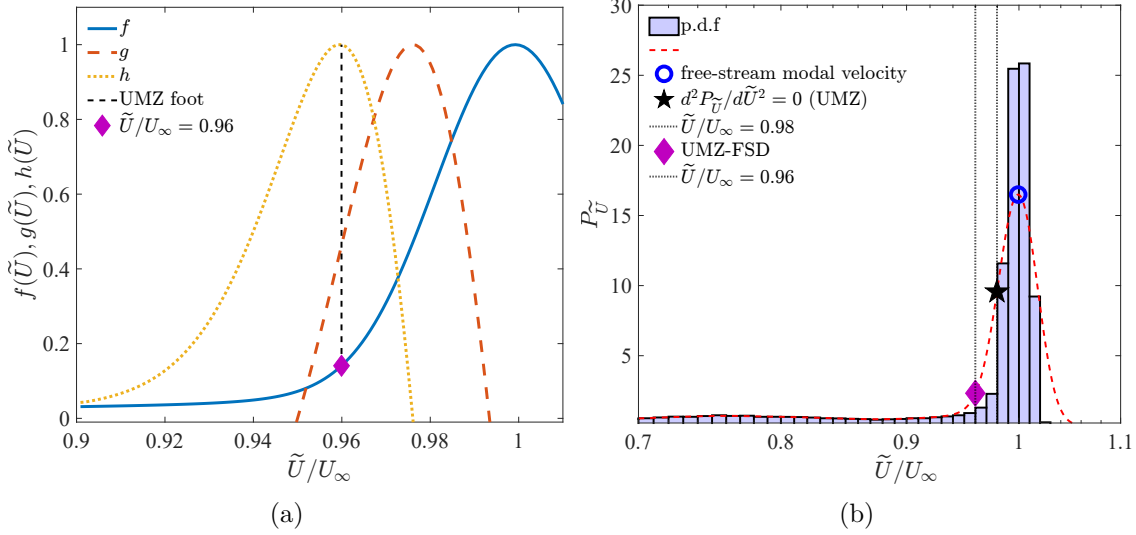 f
g
h
UMZ foot
Ũ/U∞ = 0.96
1
0.8
0.6
0.4
0.2
0
f(Ũ), g(Ũ), h(Ũ)
0.9 0.92 0.94 0.96 0.98 1
Ũ/U∞
(a)
p.d.f
free-stream modal velocity
d²P_Ũ/dŨ² = 0 (UMZ)
Ũ/U∞ = 0.98
UMZ-FSD
Ũ/U∞ = 0.96
30
25
20
15
10
5
P_Ũ
0.7 0.8 0.9 1 1.1
Ũ/U∞
(b)